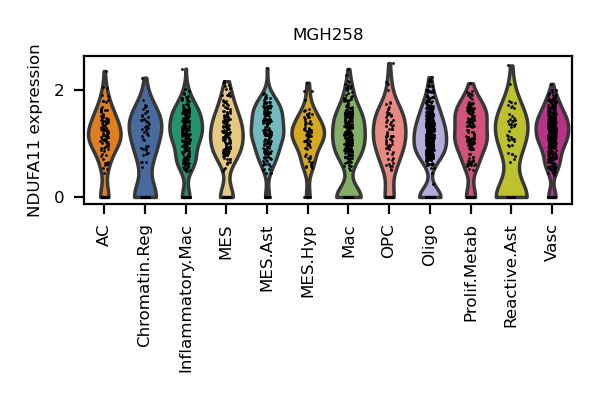 MGH258
NDUFA11 expression
2
0
AC
Chromatin.Reg
Inflammatory.Mac
MES
MES.Ast
MES.Hyp
Mac
OPC
Oligo
Prolif.Metab
Reactive.Ast
Vasc